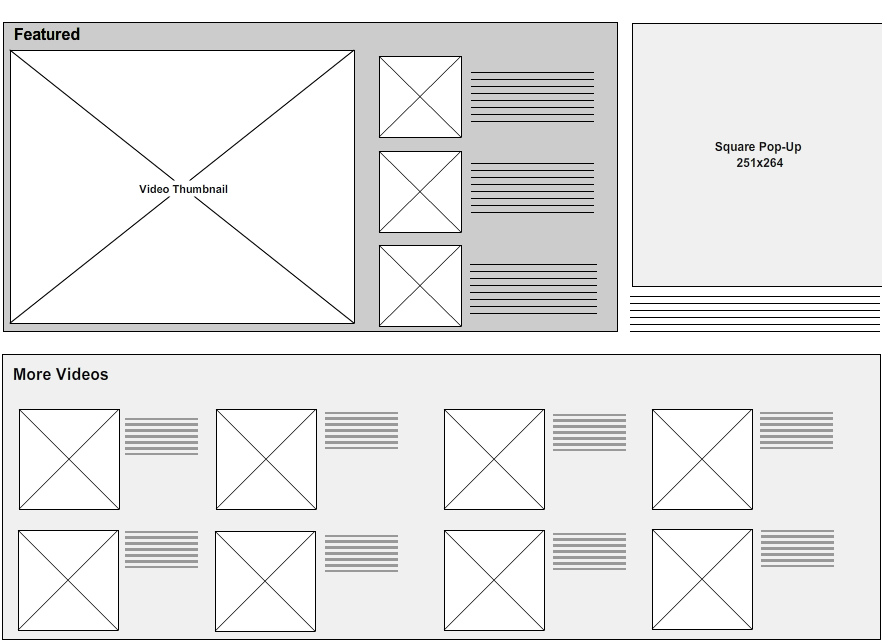 Featured
Video Thumbnail
Square Pop-Up
251x264
More Videos